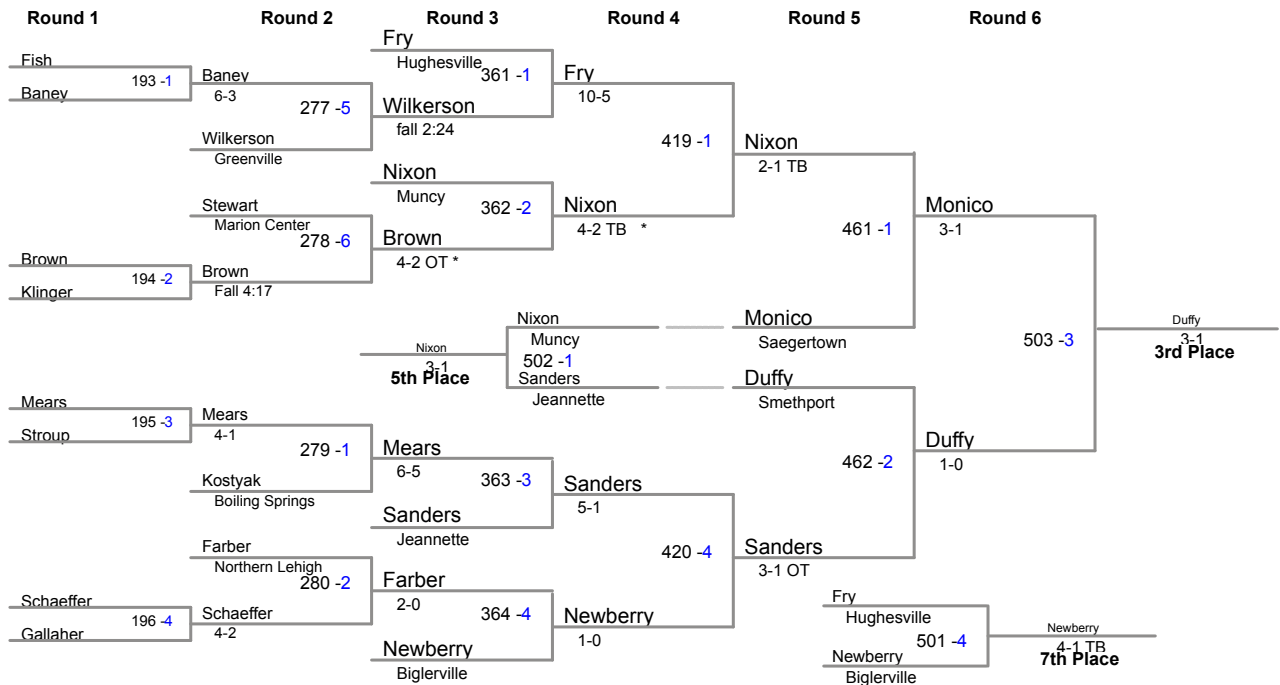 Round 1 Round 2 Round 3 Round 4 Round 5 Round 6
Fry
Hughesville
361 -1
Fish
193 -1
Baney
Baney
6-3
277 -5
Wilkerson
Greenville
Wilkerson
fall 2:24
Fry
10-5
419 -1
Nixon
2-1 TB
Nixon
Muncy
362 -2
Nixon
4-2 TB *
Stewart
Marion Center
278 -6
Brown
4-2 OT *
Brown
194 -2
Klinger
Brown
Fall 4:17
461 -1
Monico
3-1
Monico
Saegertown
503 -3
Duffy
3-1
3rd Place
Nixon
Muncy
502 -1
Sanders
Jeannette
Nixon
3-1
5th Place
Duffy
Smethport
462 -2
Duffy
1-0
Mears
195 -3
Stroup
Mears
4-1
279 -1
Kostyak
Boiling Springs
Mears
6-5
363 -3
Sanders
Jeannette
Sanders
5-1
420 -4
Sanders
3-1 OT
Farber
Northern Lehigh
280 -2
Schaeffer
196 -4
Gallaher
Schaeffer
4-2
Farber
2-0
364 -4
Newberry
Biglerville
Newberry
1-0
Fry
Hughesville
501 -4
Newberry
Biglerville
Newberry
4-1 TB
7th Place